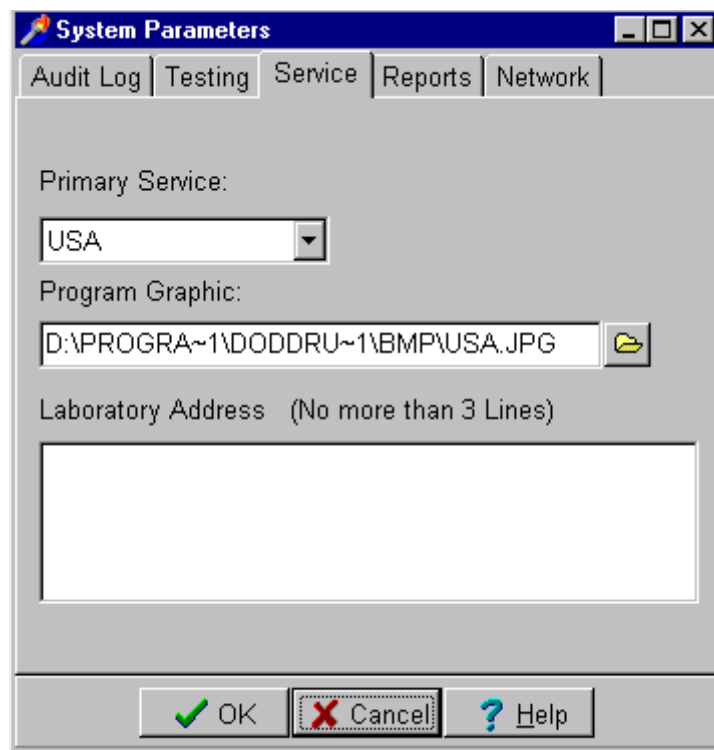 System Parameters
Audit Log Testing Service Reports Network
Primary Service:
USA
Program Graphic:
D:\PROGRA~1\DODDRU~1\BMP\USA.JPG
Laboratory Address (No more than 3 Lines)
OK Cancel Help